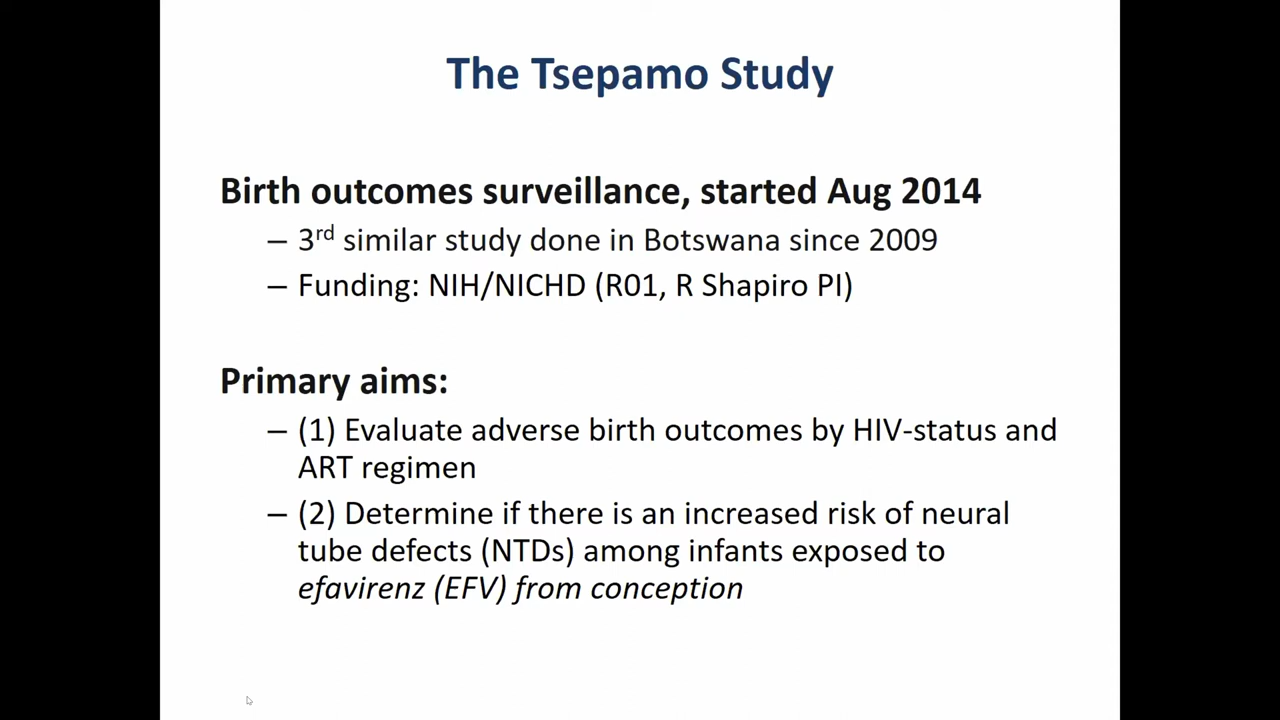 The Tsepamo Study
Birth outcomes surveillance, started Aug 2014
– 3rd similar study done in Botswana since 2009
– Funding: NIH/NICHD (R01, R Shapiro PI)
Primary aims:
– (1) Evaluate adverse birth outcomes by HIV-status and
ART regimen
– (2) Determine if there is an increased risk of neural
tube defects (NTDs) among infants exposed to
efavirenz (EFV) from conception